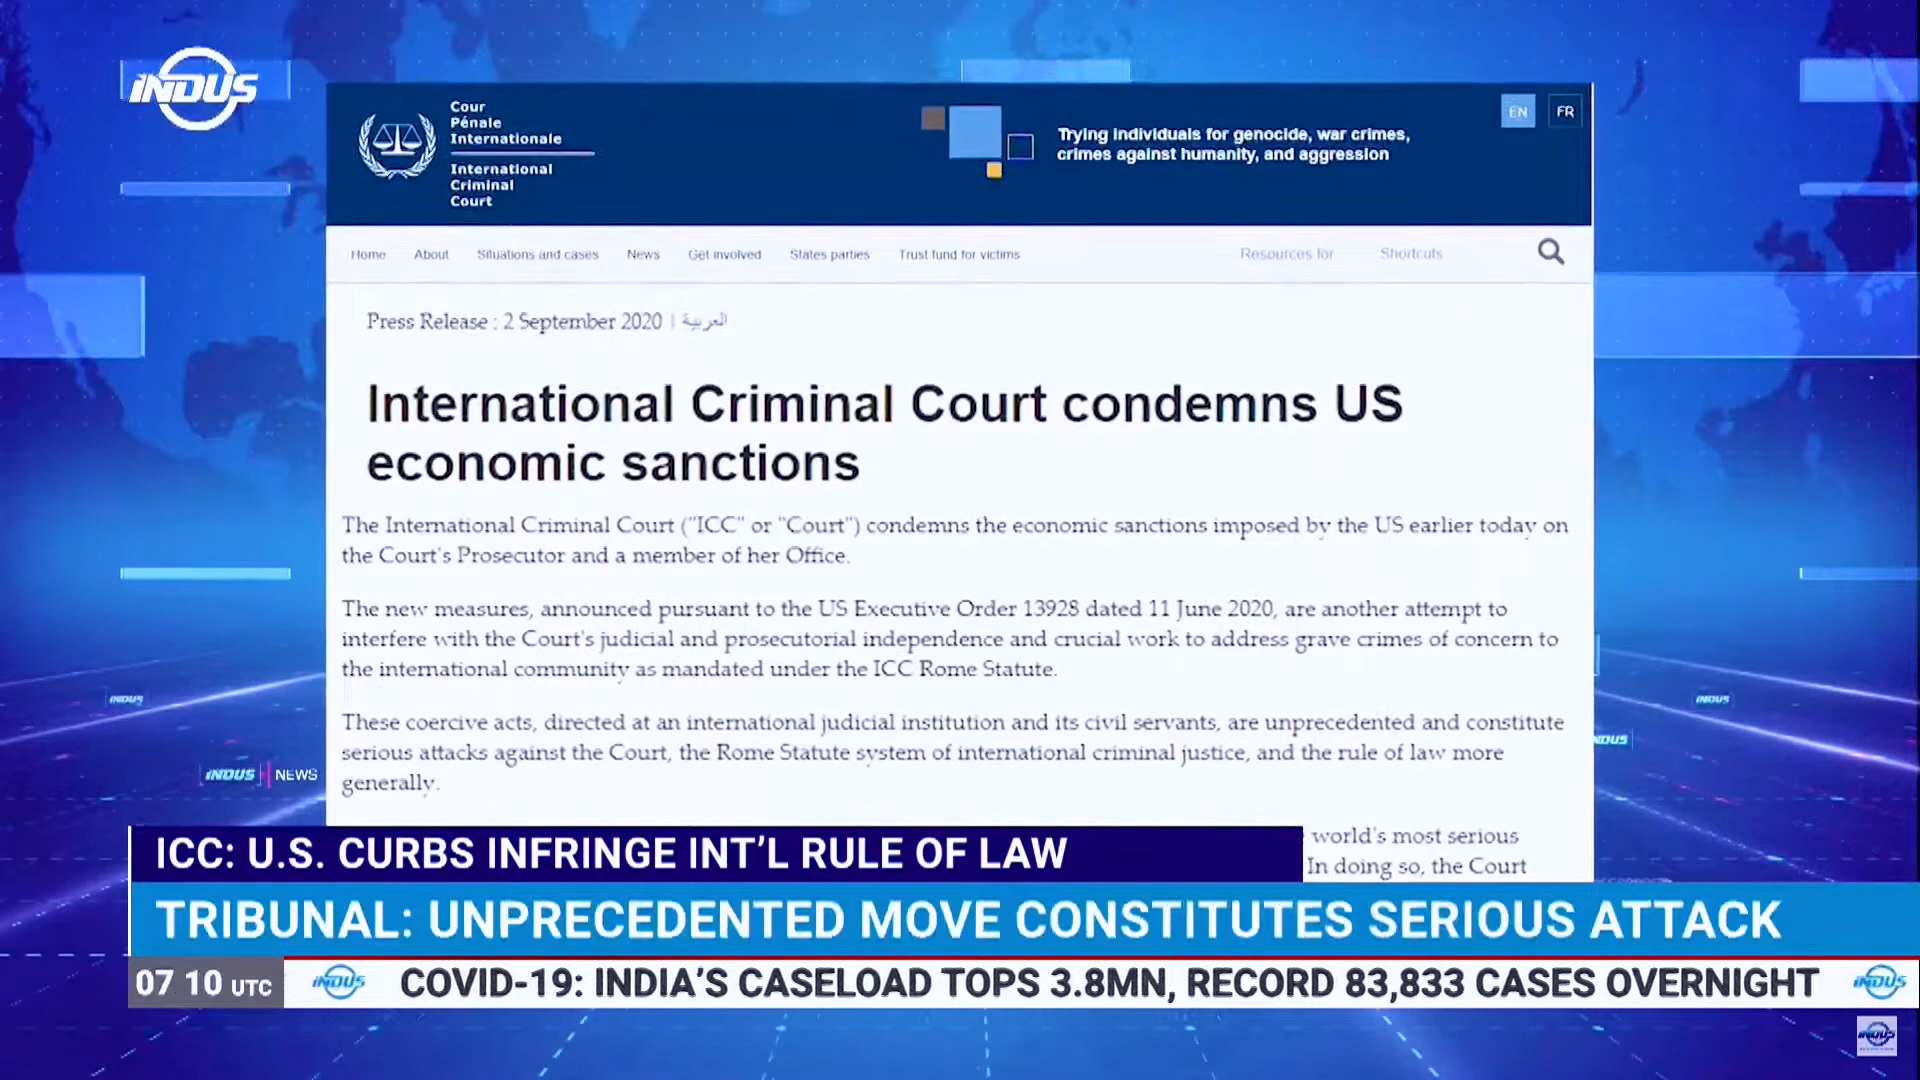 INDUS
Cour
Pénale
Internationale
International
Criminal
Court
Trying individuals for genocide, war crimes,
crimes against humanity, and aggression
EN FR
Home About Situations and cases News Get involved States parties Trust fund for victims Resources for Shortcuts
Press Release : 2 September 2020 | العربية
International Criminal Court condemns US
economic sanctions
The International Criminal Court ("ICC" or "Court") condemns the economic sanctions imposed by the US earlier today on
the Court's Prosecutor and a member of her Office.
The new measures, announced pursuant to the US Executive Order 13928 dated 11 June 2020, are another attempt to
interfere with the Court's judicial and prosecutorial independence and crucial work to address grave crimes of concern to
the international community as mandated under the ICC Rome Statute.
These coercive acts, directed at an international judicial institution and its civil servants, are unprecedented and constitute
serious attacks against the Court, the Rome Statute system of international criminal justice, and the rule of law more
generally.
world's most serious
In doing so, the Court
INDUS
INDUS
INDUS
INDUS | NEWS
ICC: U.S. CURBS INFRINGE INT'L RULE OF LAW
TRIBUNAL: UNPRECEDENTED MOVE CONSTITUTES SERIOUS ATTACK
07 10 UTC INDUS COVID-19: INDIA'S CASELOAD TOPS 3.8MN, RECORD 83,833 CASES OVERNIGHT INDUS
INDUS